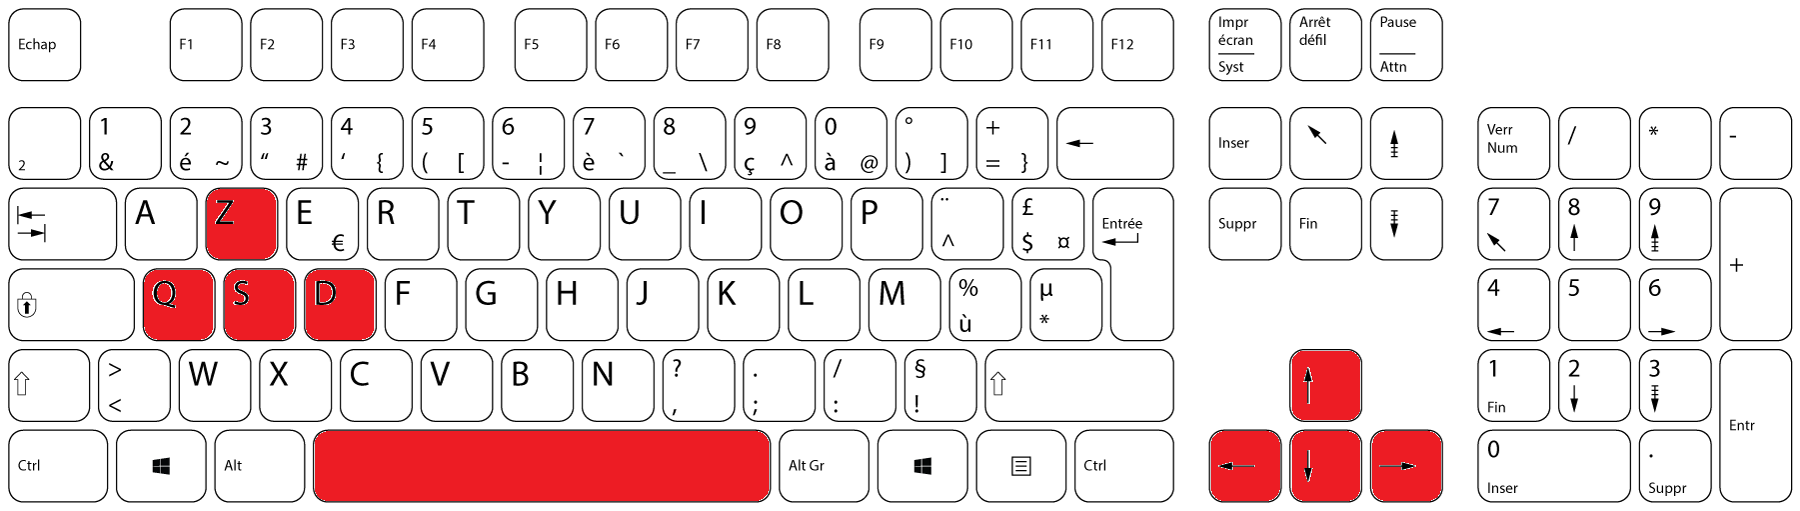 Echap F1 F2 F3 F4 F5 F6 F7 F8 F9 F10 F11 F12
Impr
écran
Syst
Arrêt
défil
Pause
Attn
2
1
&
2
é ~
3
“ #
4
‘ {
5
( [
6
- ¦
7
è `
8
_ \
9
ç ^
0
à @
°
) ]
+
= }
←
Inser ↖
Verr
Num
/ * -
A Z E
€
R T Y U I O P
¨
^
£
$ ¤
Entrée
Suppr Fin
7
↖
8
↑
9
+
Q S D F G H J K L M
%
ù
µ
*
4
←
5
6
→
⇧
>
<
W X C V B N
?
,
.
;
/
:
§
!
⇧
↑
1
Fin
2
↓
3
Entr
Ctrl Alt Alt Gr Ctrl
← ↓ →
0
Inser
.
Suppr